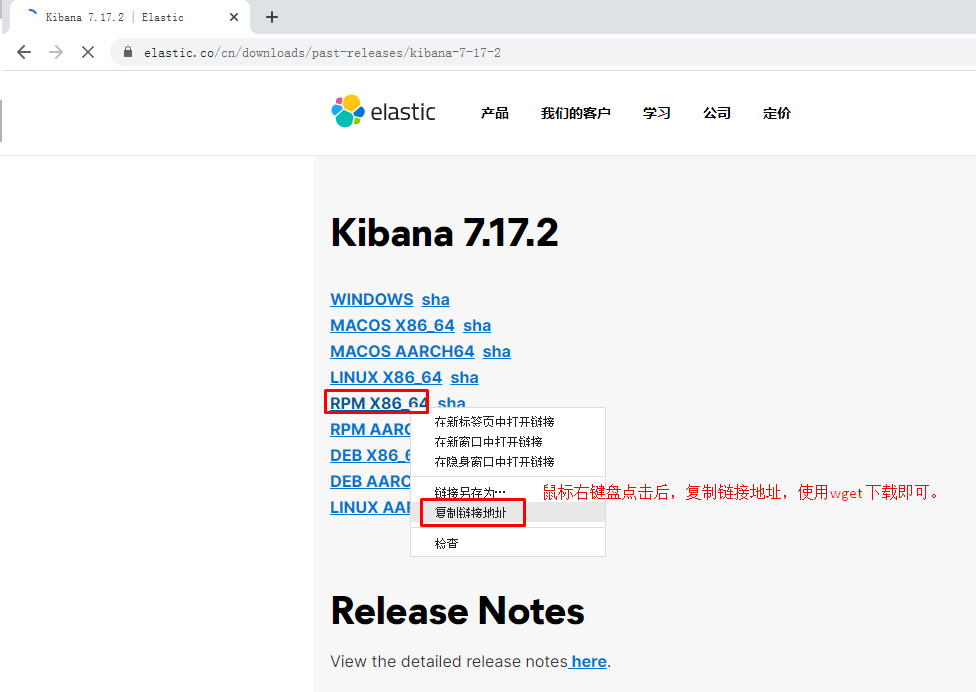 Kibana 7.17.2 | Elastic
elastic.co/cn/downloads/past-releases/kibana-7-17-2
elastic 产品 我们的客户 学习 公司 定价
Kibana 7.17.2
WINDOWS sha
MACOS X86_64 sha
MACOS AARCH64 sha
LINUX X86_64 sha
RPM X86_64 sha
在新标签页中打开链接
RPM AARC
在新窗口中打开链接
DEB X86_6
在隐身窗口中打开链接
DEB AARC
链接另存为...
鼠标右键盘点击后，复制链接地址，使用wget 下载即可。
LINUX AAR
复制链接地址
检查
Release Notes
View the detailed release notes here.